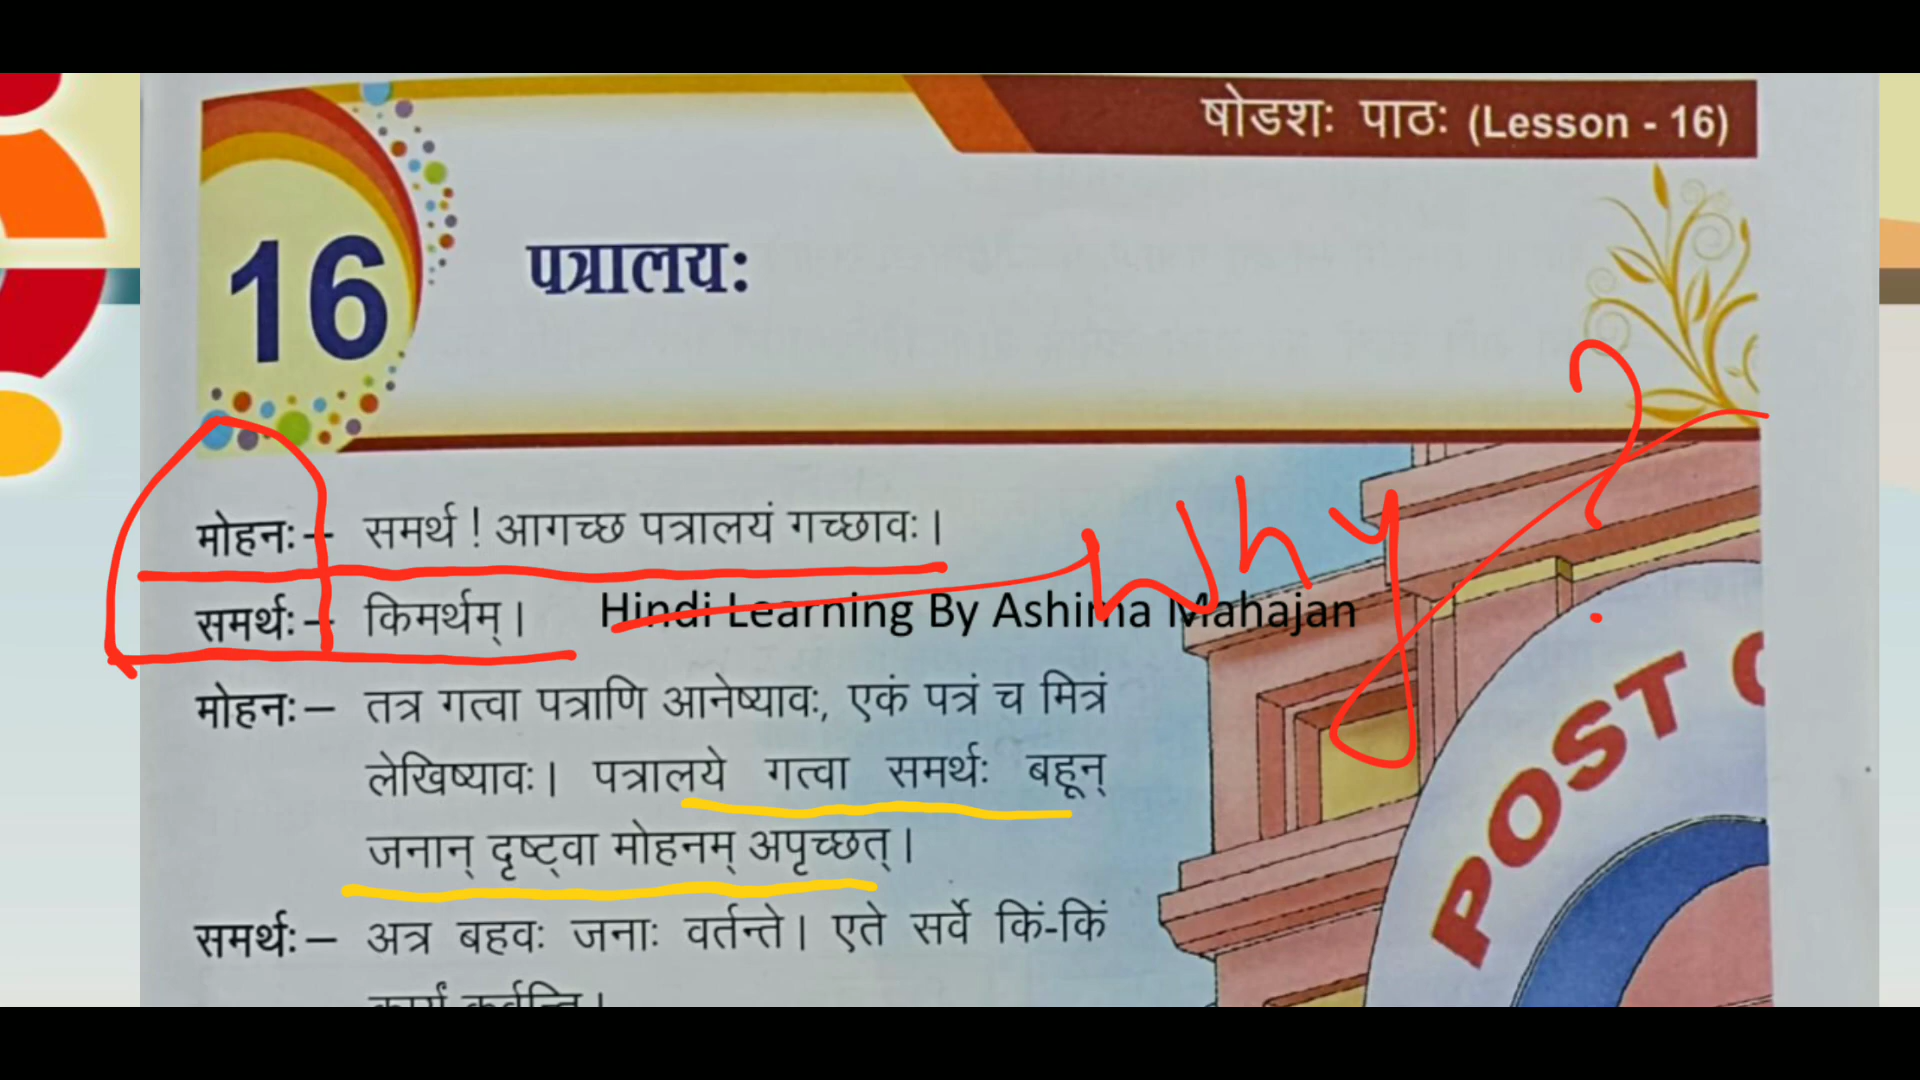 षोडशः पाठः (Lesson - 16)
16
पत्रालयः
मोहनः – समर्थ ! आगच्छ पत्रालयं गच्छावः।
Why ?
समर्थः – किमर्थम्।
Hindi Learning By Ashima Mahajan
मोहनः – तत्र गत्वा पत्राणि आनेष्यावः, एकं पत्रं च मित्रं
लेखिष्यावः। पत्रालये गत्वा समर्थः बहून्
जनान् दृष्ट्वा मोहनम् अपृच्छत्।
समर्थः – अत्र बहवः जनाः वर्तन्ते। एते सर्वे किं-किं
कार्यं कुर्वन्ति।
POST